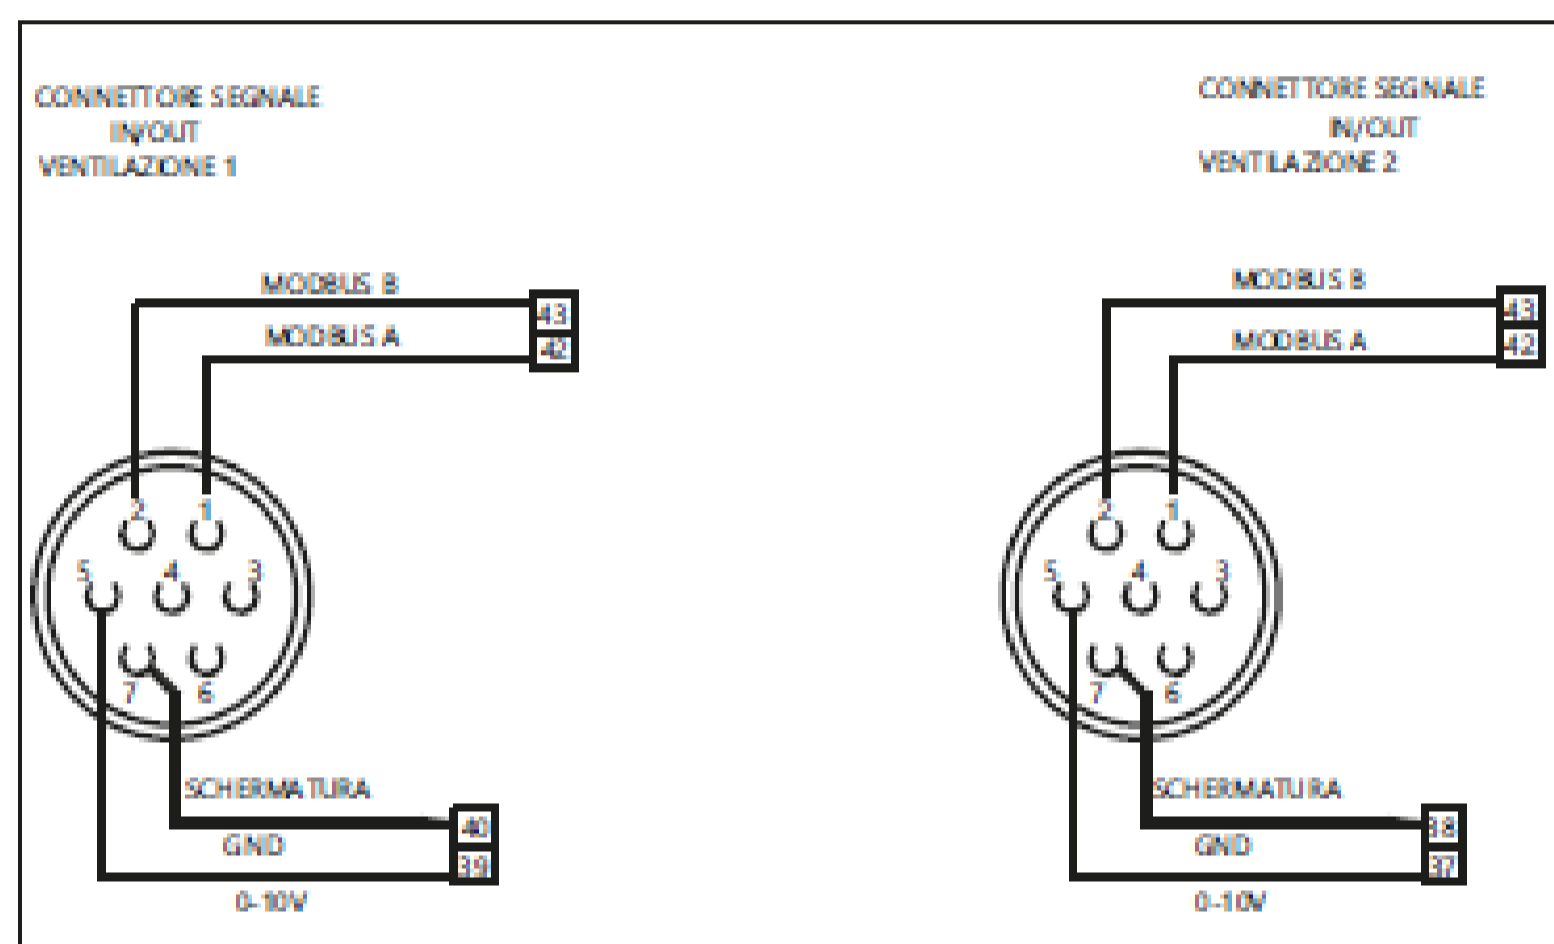 CONNETTORE SEGNALE
IN/OUT
VENTILAZIONE 1
MODBUS B
43
MODBUS A
42
2 1
5 4 3
7 6
SCHERMATURA
40
GND
39
0-10V
CONNETTORE SEGNALE
IN/OUT
VENTILAZIONE 2
MODBUS B
43
MODBUS A
42
2 1
5 4 3
7 6
SCHERMATURA
38
GND
37
0-10V